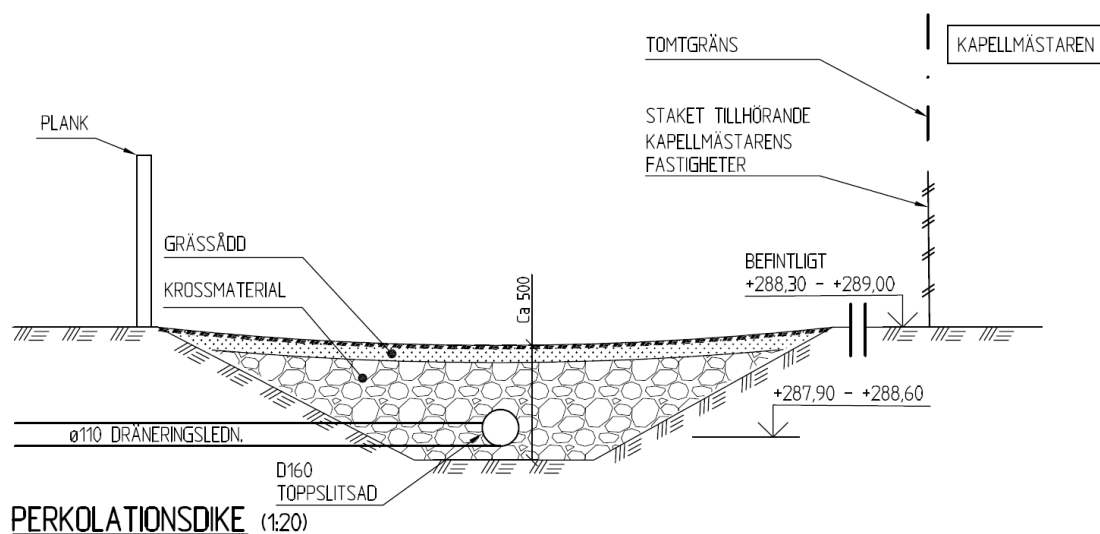 TOMTGRÄNS
KAPELLMÄSTAREN
STAKET TILLHÖRANDE
KAPELLMÄSTARENS
FASTIGHETER
PLANK
GRÄSSÅDD
KROSSMATERIAL
Ca 500
BEFINTLIGT
+288,30 - +289,00
+287,90 - +288,60
ø110 DRÄNERINGSLEDN.
D160
TOPPSLITSAD
PERKOLATIONSDIKE (1:20)